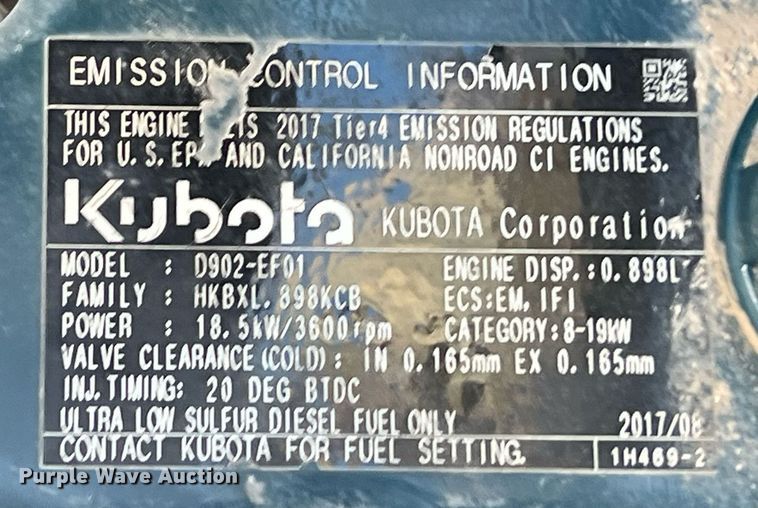 EMISSION CONTROL INFORMATION
THIS ENGINE 2017 Tier4 EMISSION REGULATIONS
FOR U.S. AND CALIFORNIA NONROAD CI ENGINES.
Kubota KUBOTA Corporation
MODEL : D902-EF01 ENGINE DISP.:0.898L
FAMILY : HKBXL.898KCB ECS:EM,IFI
POWER : 18.5kW/3600rpm CATEGORY:8-19kW
VALVE CLEARANCE(COLD): IN 0.165mm EX 0.165mm
INJ.TIMING: 20 DEG BTDC
ULTRA LOW SULFUR DIESEL FUEL ONLY 2017/08
CONTACT KUBOTA FOR FUEL SETTING. 1H469-2
Purple Wave Auction